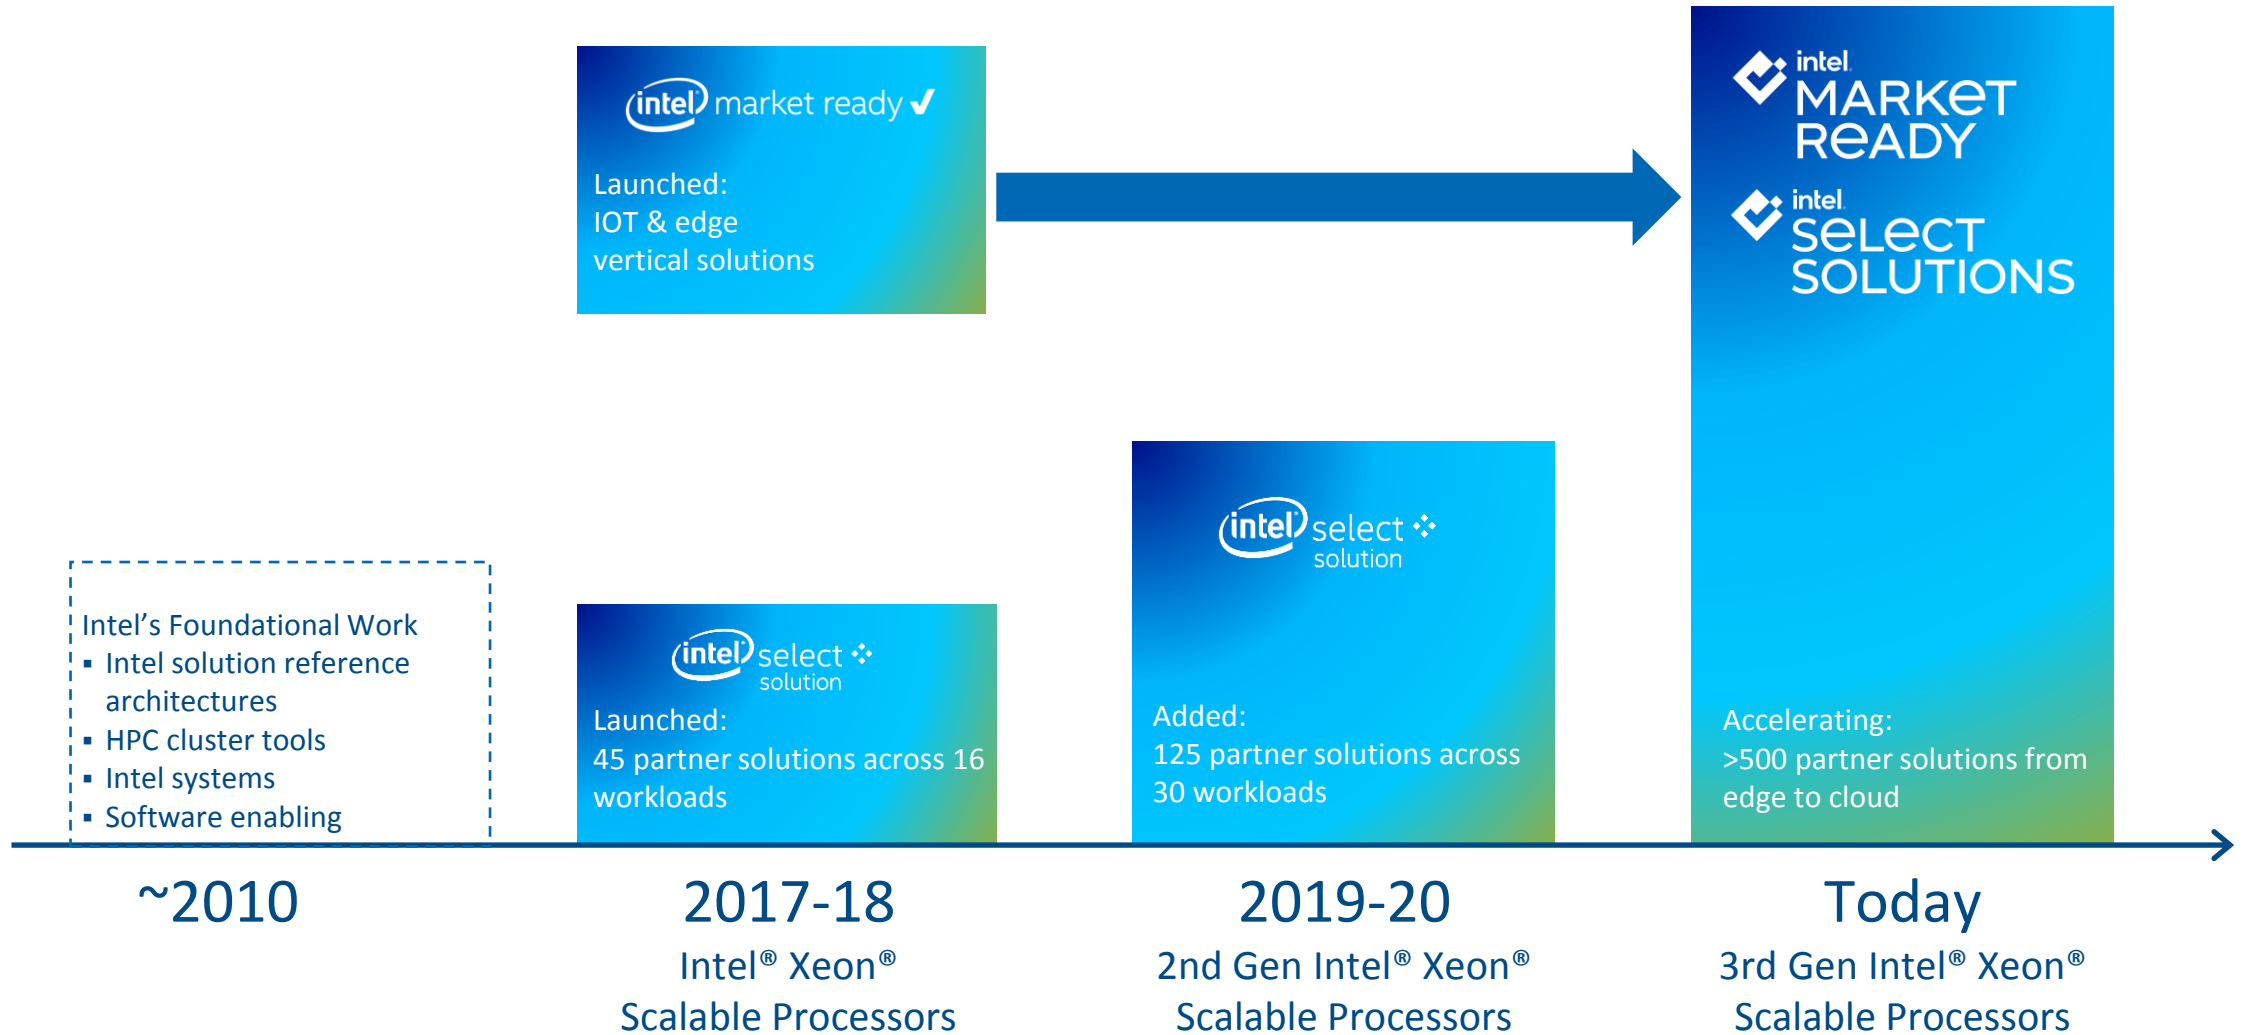 intel market ready
Launched:
IOT & edge
vertical solutions
intel
MARKET
READY
intel
SELECT
SOLUTIONS
Intel’s Foundational Work
▪ Intel solution reference
architectures
▪ HPC cluster tools
▪ Intel systems
▪ Software enabling
intel select
solution
Launched:
45 partner solutions across 16
workloads
intel select
solution
Added:
125 partner solutions across
30 workloads
Accelerating:
>500 partner solutions from
edge to cloud
~2010
2017-18
Intel® Xeon®
Scalable Processors
2019-20
2nd Gen Intel® Xeon®
Scalable Processors
Today
3rd Gen Intel® Xeon®
Scalable Processors